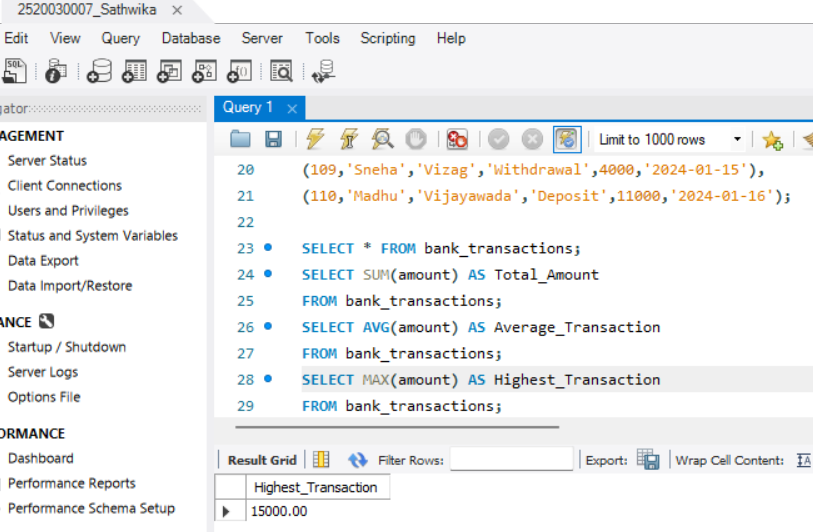 2520030007_Sathwika ×
Edit View Query Database Server Tools Scripting Help
gator
AGEMENT
Server Status
Client Connections
Users and Privileges
Status and System Variables
Data Export
Data Import/Restore
ANCE
Startup / Shutdown
Server Logs
Options File
ORMANCE
Dashboard
Performance Reports
Performance Schema Setup
Query 1 ×
Limit to 1000 rows
20 (109,'Sneha','Vizag','Withdrawal',4000,'2024-01-15'),
21 (110,'Madhu','Vijayawada','Deposit',11000,'2024-01-16');
22
23 SELECT * FROM bank_transactions;
24 SELECT SUM(amount) AS Total_Amount
25 FROM bank_transactions;
26 SELECT AVG(amount) AS Average_Transaction
27 FROM bank_transactions;
28 SELECT MAX(amount) AS Highest_Transaction
29 FROM bank_transactions;
Result Grid Filter Rows: Export: Wrap Cell Content:
Highest_Transaction
15000.00